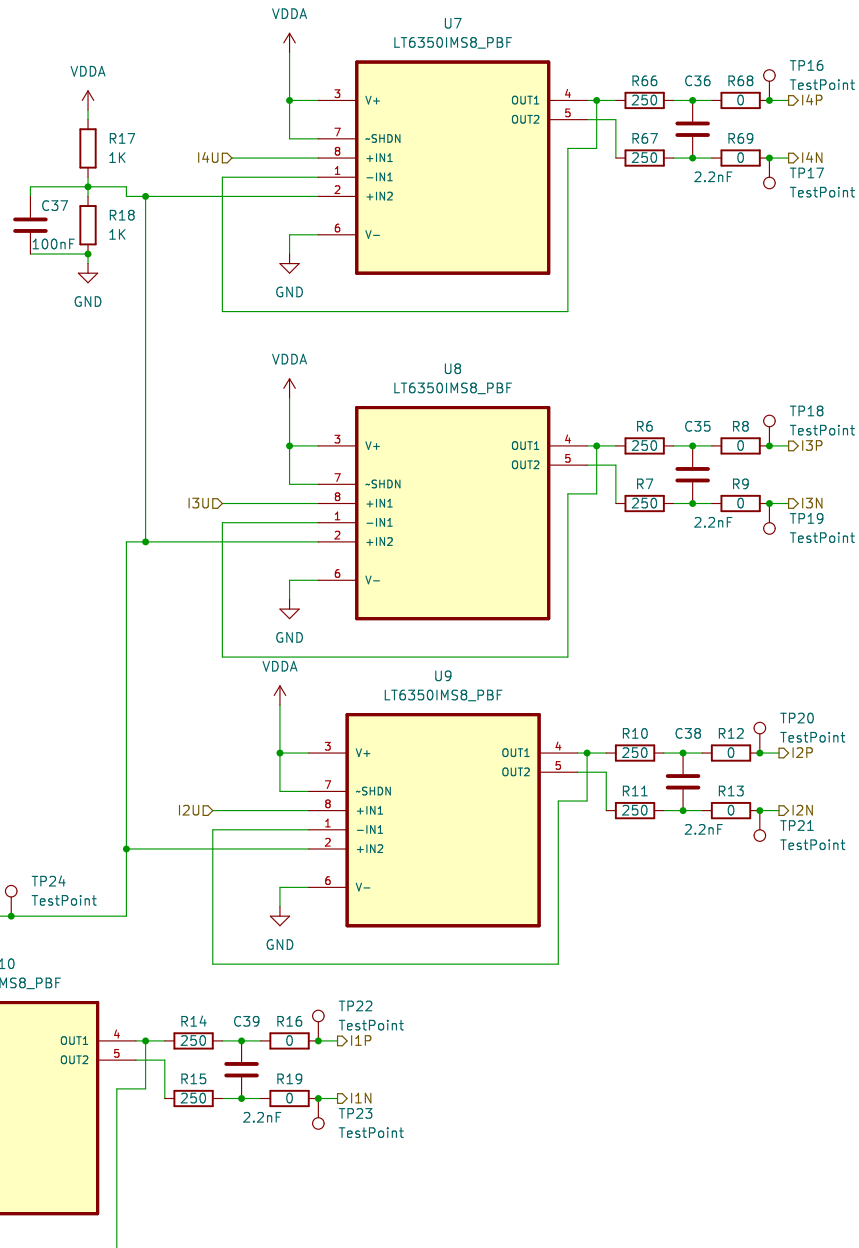 VDDA
R17
1K
C37
100nF
R18
1K
GND
VDDA
U7
LT6350IMS8_PBF
3
V+
7
~SHDN
I4U
8
+IN1
1
-IN1
2
+IN2
6
V-
GND
OUT1
4
OUT2
5
R66
250
C36
R68
0
TP16
TestPoint
I4P
R67
250
2.2nF
R69
0
I4N
TP17
TestPoint
VDDA
U8
LT6350IMS8_PBF
3
V+
7
~SHDN
I3U
8
+IN1
1
-IN1
2
+IN2
6
V-
GND
OUT1
4
OUT2
5
R6
250
C35
R8
0
TP18
TestPoint
I3P
R7
250
2.2nF
R9
0
I3N
TP19
TestPoint
VDDA
U9
LT6350IMS8_PBF
3
V+
7
~SHDN
I2U
8
+IN1
1
-IN1
2
+IN2
6
V-
GND
OUT1
4
OUT2
5
R10
250
C38
R12
0
TP20
TestPoint
I2P
R11
250
2.2nF
R13
0
I2N
TP21
TestPoint
TP24
TestPoint
10
MS8_PBF
OUT1
4
OUT2
5
R14
250
C39
R16
0
TP22
TestPoint
I1P
R15
250
2.2nF
R19
0
I1N
TP23
TestPoint